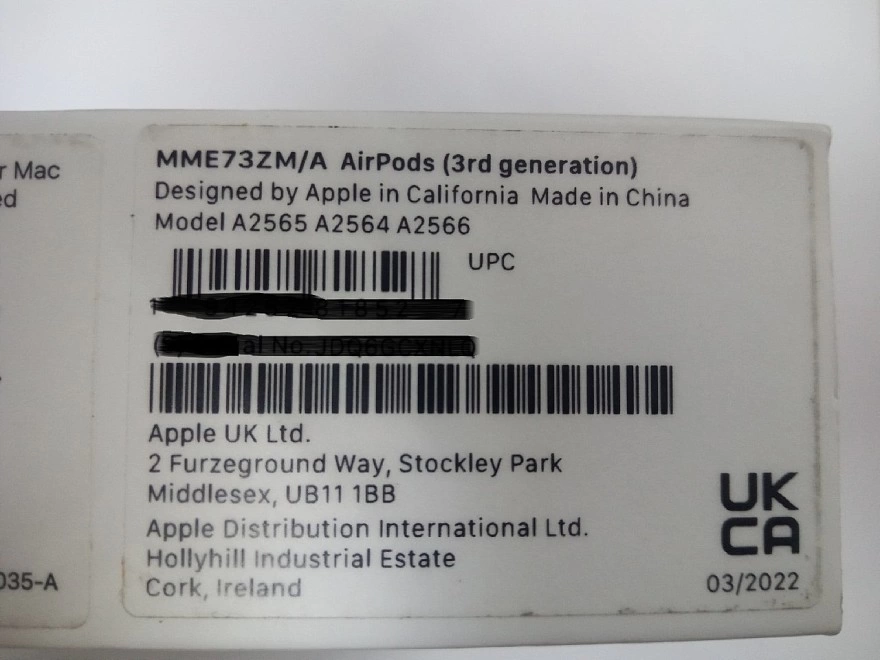 r Mac
ed
035-A
MME73ZM/A AirPods (3rd generation)
Designed by Apple in California Made in China
Model A2565 A2564 A2566
UPC
al No.
Apple UK Ltd.
2 Furzeground Way, Stockley Park
Middlesex, UB11 1BB
Apple Distribution International Ltd.
Hollyhill Industrial Estate
Cork, Ireland
UK
CA
03/2022